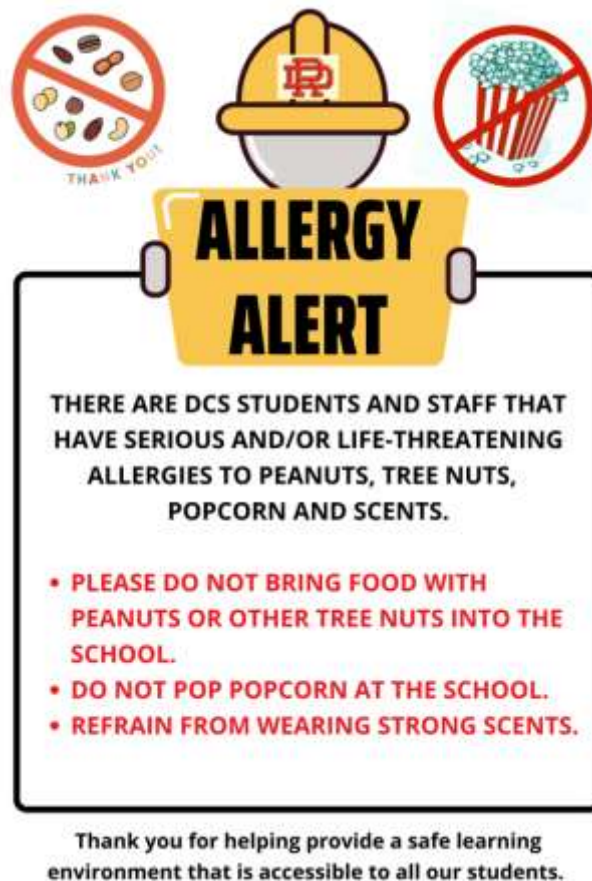 THANK YOU!
ALLERGY
ALERT
THERE ARE DCS STUDENTS AND STAFF THAT
HAVE SERIOUS AND/OR LIFE-THREATENING
ALLERGIES TO PEANUTS, TREE NUTS,
POPCORN AND SCENTS.
• PLEASE DO NOT BRING FOOD WITH
PEANUTS OR OTHER TREE NUTS INTO THE
SCHOOL.
• DO NOT POP POPCORN AT THE SCHOOL.
• REFRAIN FROM WEARING STRONG SCENTS.
Thank you for helping provide a safe learning
environment that is accessible to all our students.